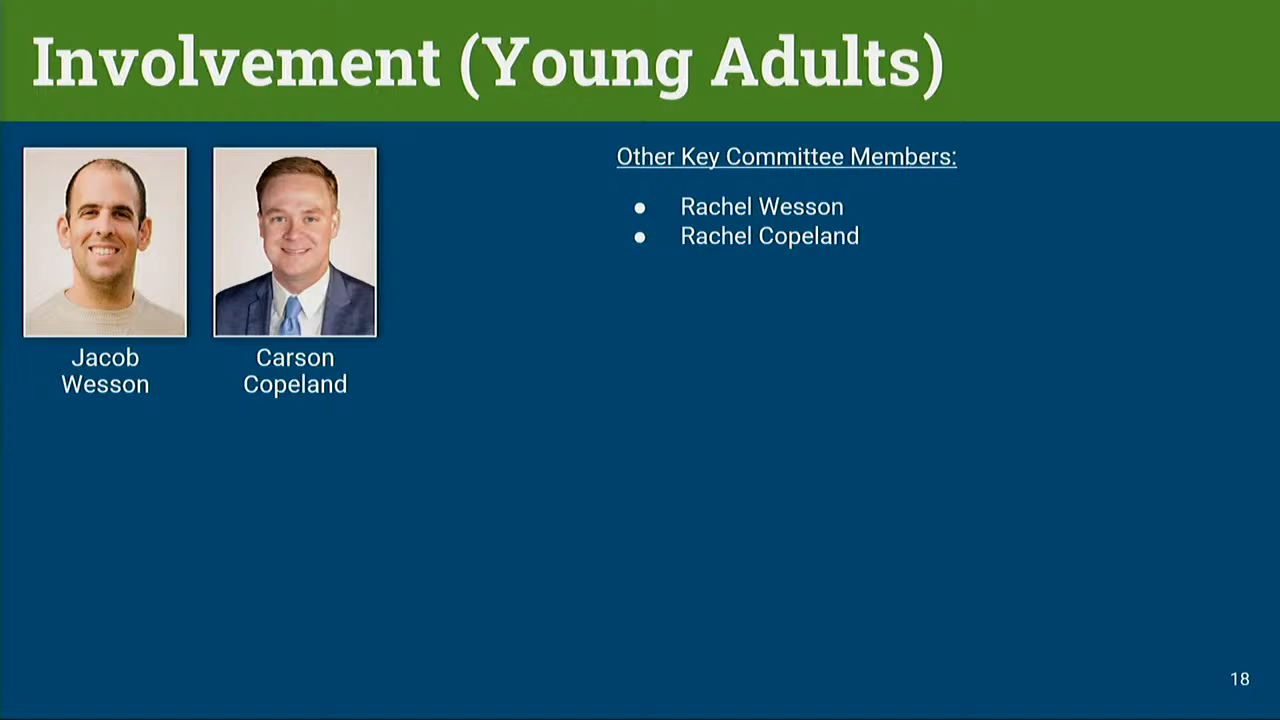 Involvement (Young Adults)
Jacob
Wesson
Carson
Copeland
Other Key Committee Members:
● Rachel Wesson
● Rachel Copeland
18